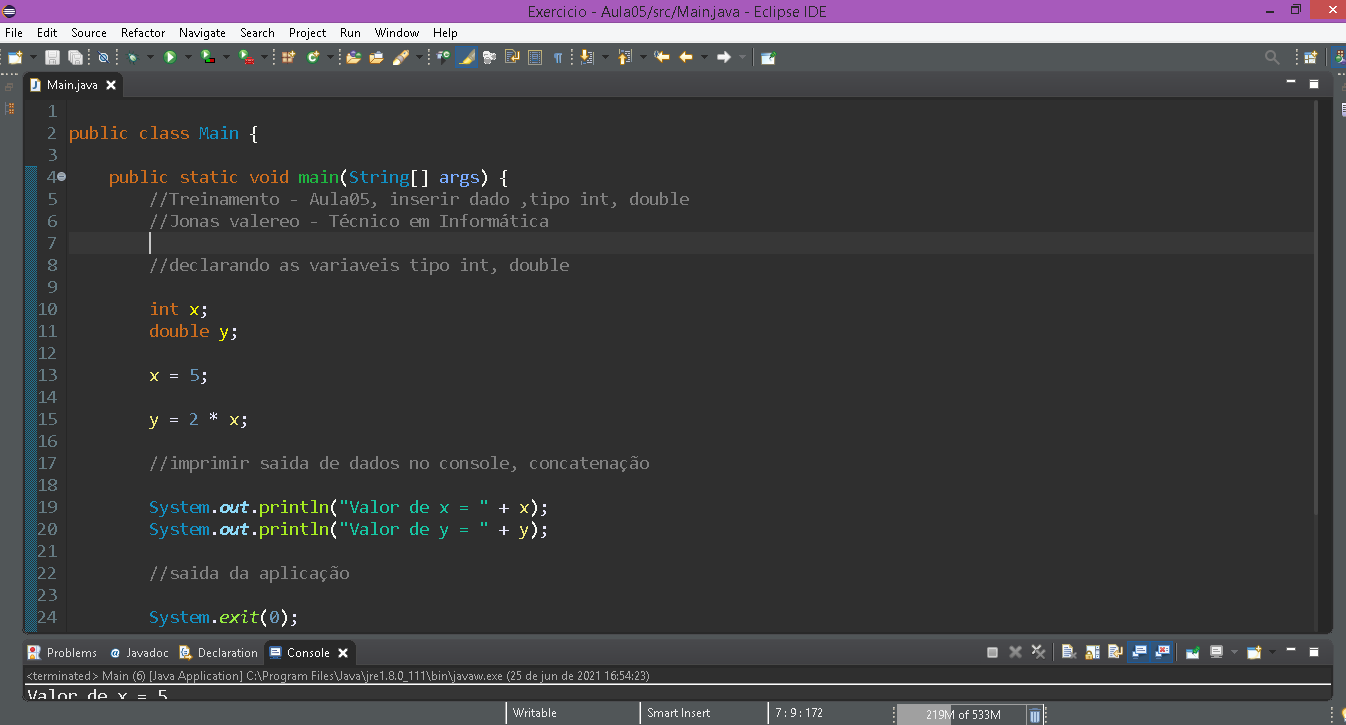 Exercicio - Aula05/src/Main.java - Eclipse IDE
File Edit Source Refactor Navigate Search Project Run Window Help
Main.java
1
2 public class Main {
3
4 public static void main(String[] args) {
5 //Treinamento - Aula05, inserir dado ,tipo int, double
6 //Jonas valereo - Técnico em Informática
7
8 //declarando as variaveis tipo int, double
9
10 int x;
11 double y;
12
13 x = 5;
14
15 y = 2 * x;
16
17 //imprimir saida de dados no console, concatenação
18
19 System.out.println("Valor de x = " + x);
20 System.out.println("Valor de y = " + y);
21
22 //saida da aplicação
23
24 System.exit(0);
Problems Javadoc Declaration Console
<terminated> Main (6) [Java Application] C:\Program Files\Java\jre1.8.0_111\bin\javaw.exe (25 de jun de 2021 16:54:23)
Valor de x = 5
Writable Smart Insert 7 : 9 : 172 219M of 533M